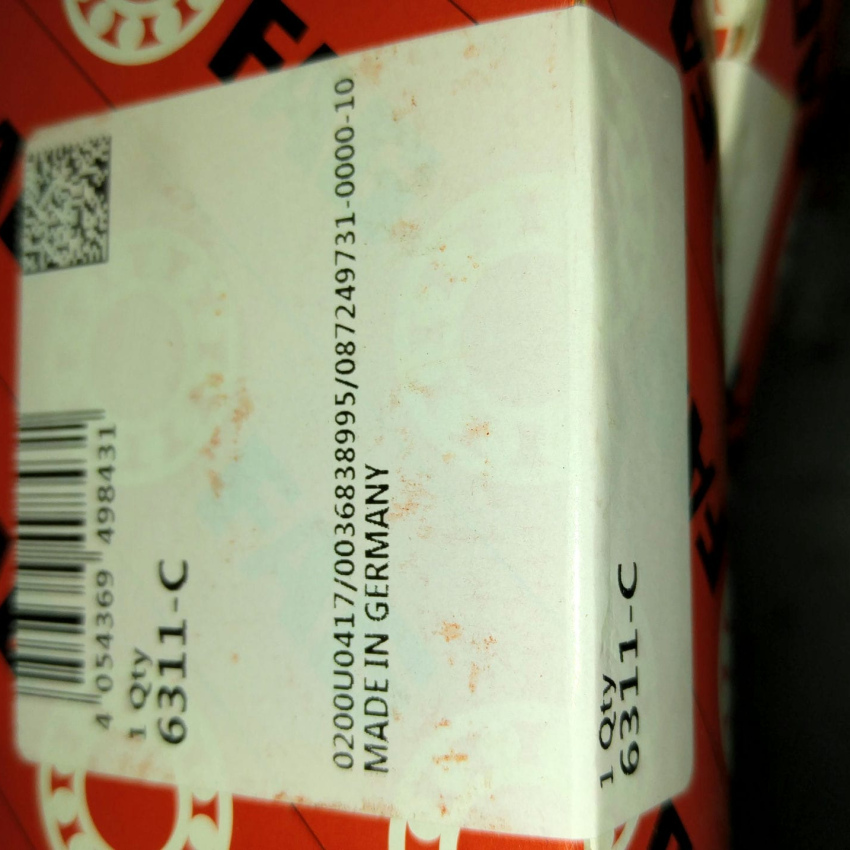 4 054369 498431
1 Qty
6311-C
0200U0417/0036838995/087249731-0000-10
MADE IN GERMANY
1 Qty
6311-C